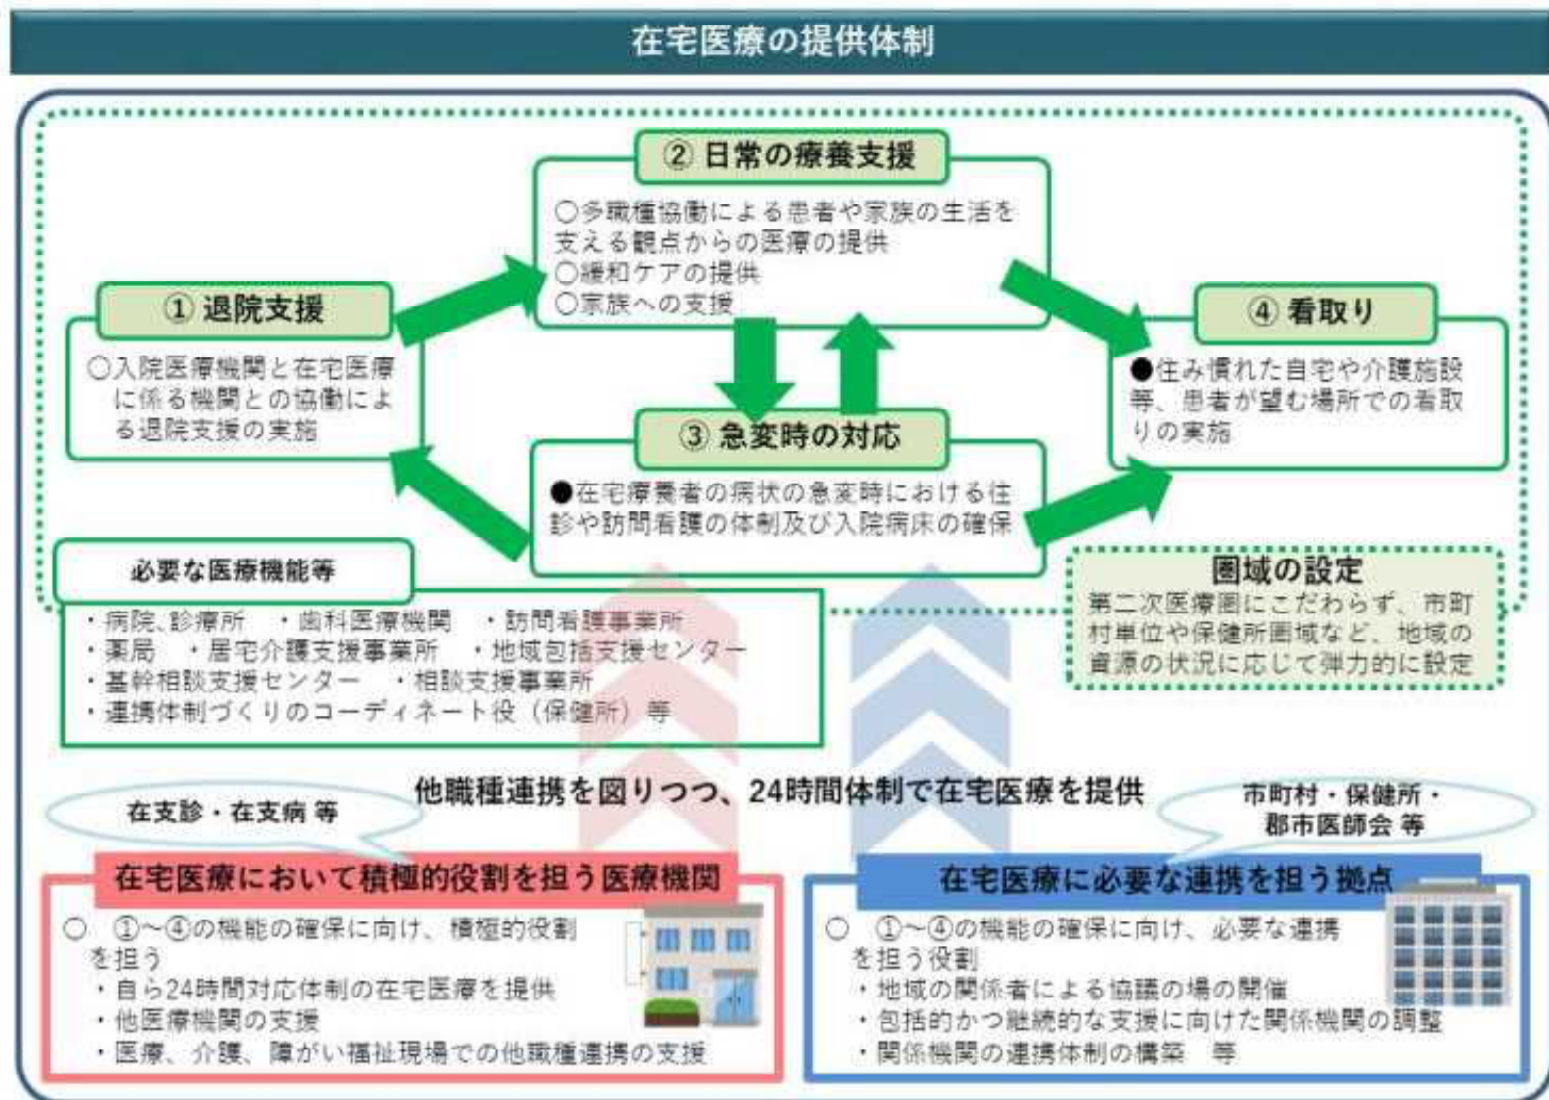 在宅医療の提供体制
② 日常の療養支援
○多職種協働による患者や家族の生活を
支える観点からの医療の提供
○緩和ケアの提供
○家族への支援
① 退院支援
○入院医療機関と在宅医療
に係る機関との協働によ
る退院支援の実施
④ 看取り
●住み慣れた自宅や介護施設
等、患者が望む場所での看取
りの実施
③ 急変時の対応
●在宅療養者の病状の急変時における往
診や訪問看護の体制及び入院病床の確保
必要な医療機能等
・病院、診療所 ・歯科医療機関 ・訪問看護事業所
・薬局 ・居宅介護支援事業所 ・地域包括支援センター
・基幹相談支援センター ・相談支援事業所
・連携体制づくりのコーディネート役（保健所）等
圏域の設定
第二次医療圏にこだわらず、市町
村単位や保健所圏域など、地域の
資源の状況に応じて弾力的に設定
他職種連携を図りつつ、24時間体制で在宅医療を提供
在支診・在支病 等
市町村・保健所・
郡市医師会 等
在宅医療において積極的役割を担う医療機関
○ ①～④の機能の確保に向け、積極的役割
を担う
・自ら24時間対応体制の在宅医療を提供
・他医療機関の支援
・医療、介護、障がい福祉現場での他職種連携の支援
在宅医療に必要な連携を担う拠点
○ ①～④の機能の確保に向け、必要な連携
を担う役割
・地域の関係者による協議の場の開催
・包括的かつ継続的な支援に向けた関係機関の調整
・関係機関の連携体制の構築 等